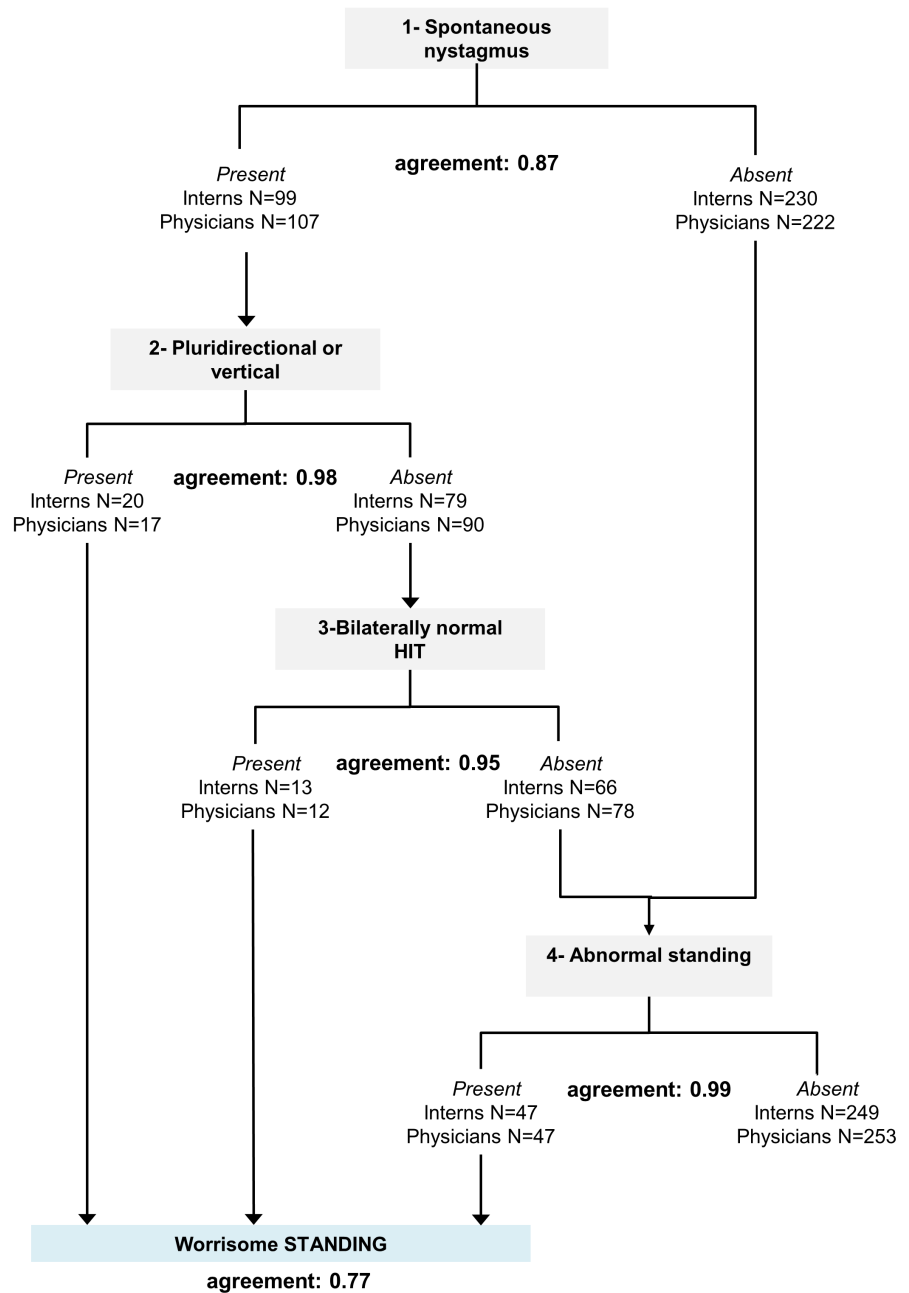 1- Spontaneous
nystagmus
agreement: 0.87
Present
Interns N=99
Physicians N=107
Absent
Interns N=230
Physicians N=222
2- Pluridirectional or
vertical
Present
Interns N=20
Physicians N=17
agreement: 0.98
Absent
Interns N=79
Physicians N=90
3-Bilaterally normal
HIT
Present
Interns N=13
Physicians N=12
agreement: 0.95
Absent
Interns N=66
Physicians N=78
4- Abnormal standing
Present
Interns N=47
Physicians N=47
agreement: 0.99
Absent
Interns N=249
Physicians N=253
Worrisome STANDING
agreement: 0.77